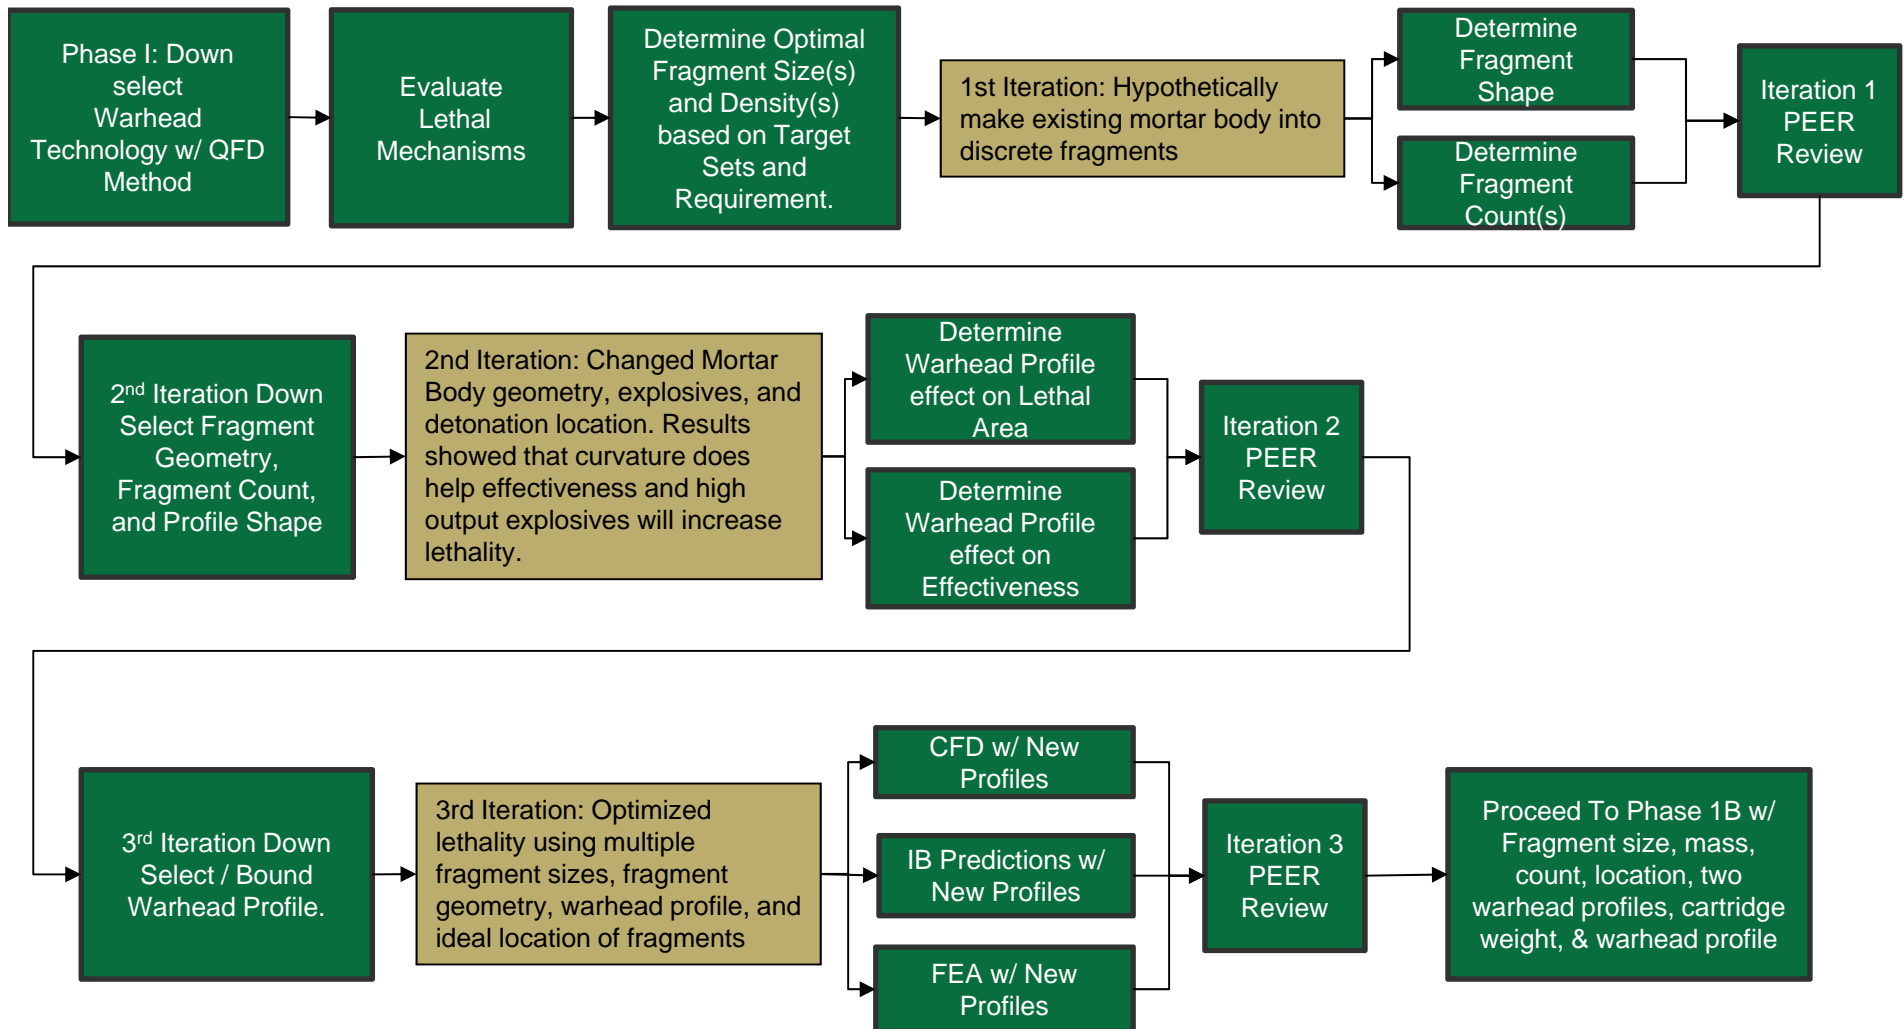 Phase I: Down
select
Warhead
Technology w/ QFD
Method
Evaluate
Lethal
Mechanisms
Determine Optimal
Fragment Size(s)
and Density(s)
based on Target
Sets and
Requirement.
1st Iteration: Hypothetically
make existing mortar body into
discrete fragments
Determine
Fragment
Shape
Determine
Fragment
Count(s)
Iteration 1
PEER
Review
2nd Iteration Down
Select Fragment
Geometry,
Fragment Count,
and Profile Shape
2nd Iteration: Changed Mortar
Body geometry, explosives, and
detonation location. Results
showed that curvature does
help effectiveness and high
output explosives will increase
lethality.
Determine
Warhead Profile
effect on Lethal
Area
Determine
Warhead Profile
effect on
Effectiveness
Iteration 2
PEER
Review
3rd Iteration Down
Select / Bound
Warhead Profile.
3rd Iteration: Optimized
lethality using multiple
fragment sizes, fragment
geometry, warhead profile, and
ideal location of fragments
CFD w/ New
Profiles
IB Predictions w/
New Profiles
FEA w/ New
Profiles
Iteration 3
PEER
Review
Proceed To Phase 1B w/
Fragment size, mass,
count, location, two
warhead profiles, cartridge
weight, & warhead profile